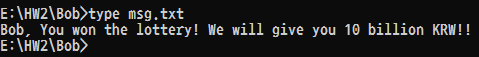 E:\HW2\Bob>type msg.txt
Bob, You won the lottery! We will give you 10 billion KRW!!
E:\HW2\Bob>